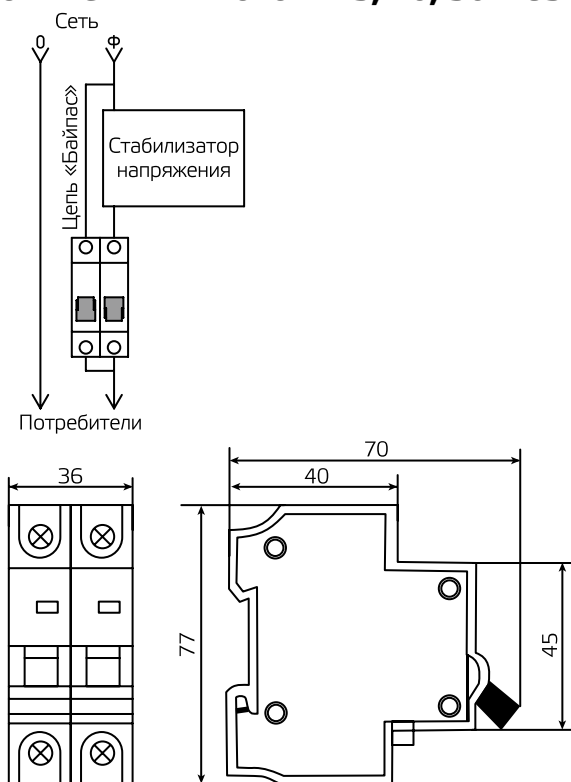 Сеть
0 Ф
Цепь «Байпас»
Стабилизатор
напряжения
Потребители
70
36
40
77
45